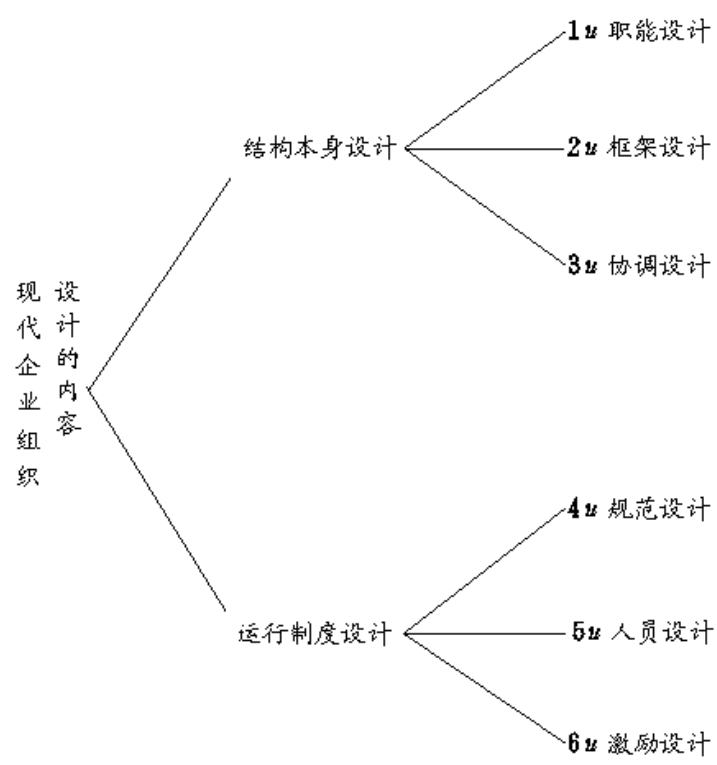 现代企业组织
设计的内容
结构本身设计
1u 职能设计
2u 框架设计
3u 协调设计
运行制度设计
4u 规范设计
5u 人员设计
6u 激励设计